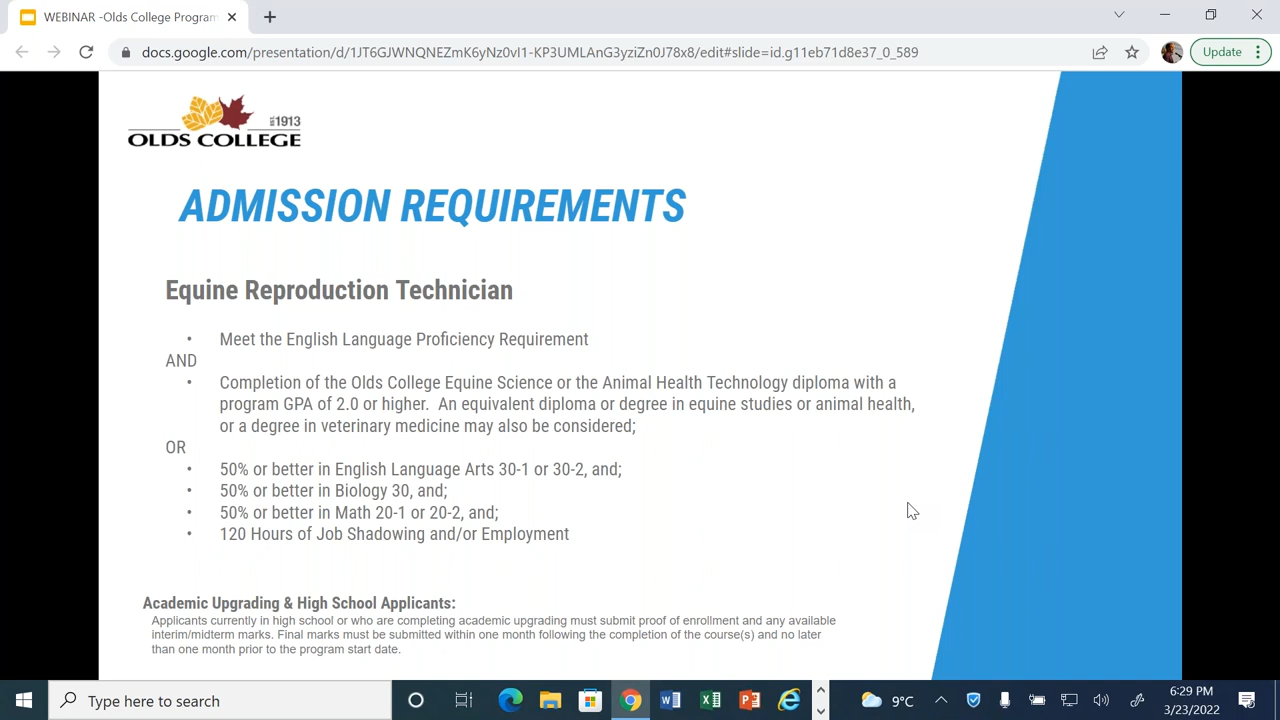 WEBINAR -Olds College Program
docs.google.com/presentation/d/1JT6GJWNQNEZmK6yNz0vI1-KP3UMLAnG3yziZn0J78x8/edit#slide=id.g11eb71d8e37_0_589
Update
EST. 1913
OLDS COLLEGE
ADMISSION REQUIREMENTS
Equine Reproduction Technician
• Meet the English Language Proficiency Requirement
AND
• Completion of the Olds College Equine Science or the Animal Health Technology diploma with a
program GPA of 2.0 or higher. An equivalent diploma or degree in equine studies or animal health,
or a degree in veterinary medicine may also be considered;
OR
• 50% or better in English Language Arts 30-1 or 30-2, and;
• 50% or better in Biology 30, and;
• 50% or better in Math 20-1 or 20-2, and;
• 120 Hours of Job Shadowing and/or Employment
Academic Upgrading & High School Applicants:
Applicants currently in high school or who are completing academic upgrading must submit proof of enrollment and any available
interim/midterm marks. Final marks must be submitted within one month following the completion of the course(s) and no later
than one month prior to the program start date.
Type here to search
9°C
6:29 PM
3/23/2022